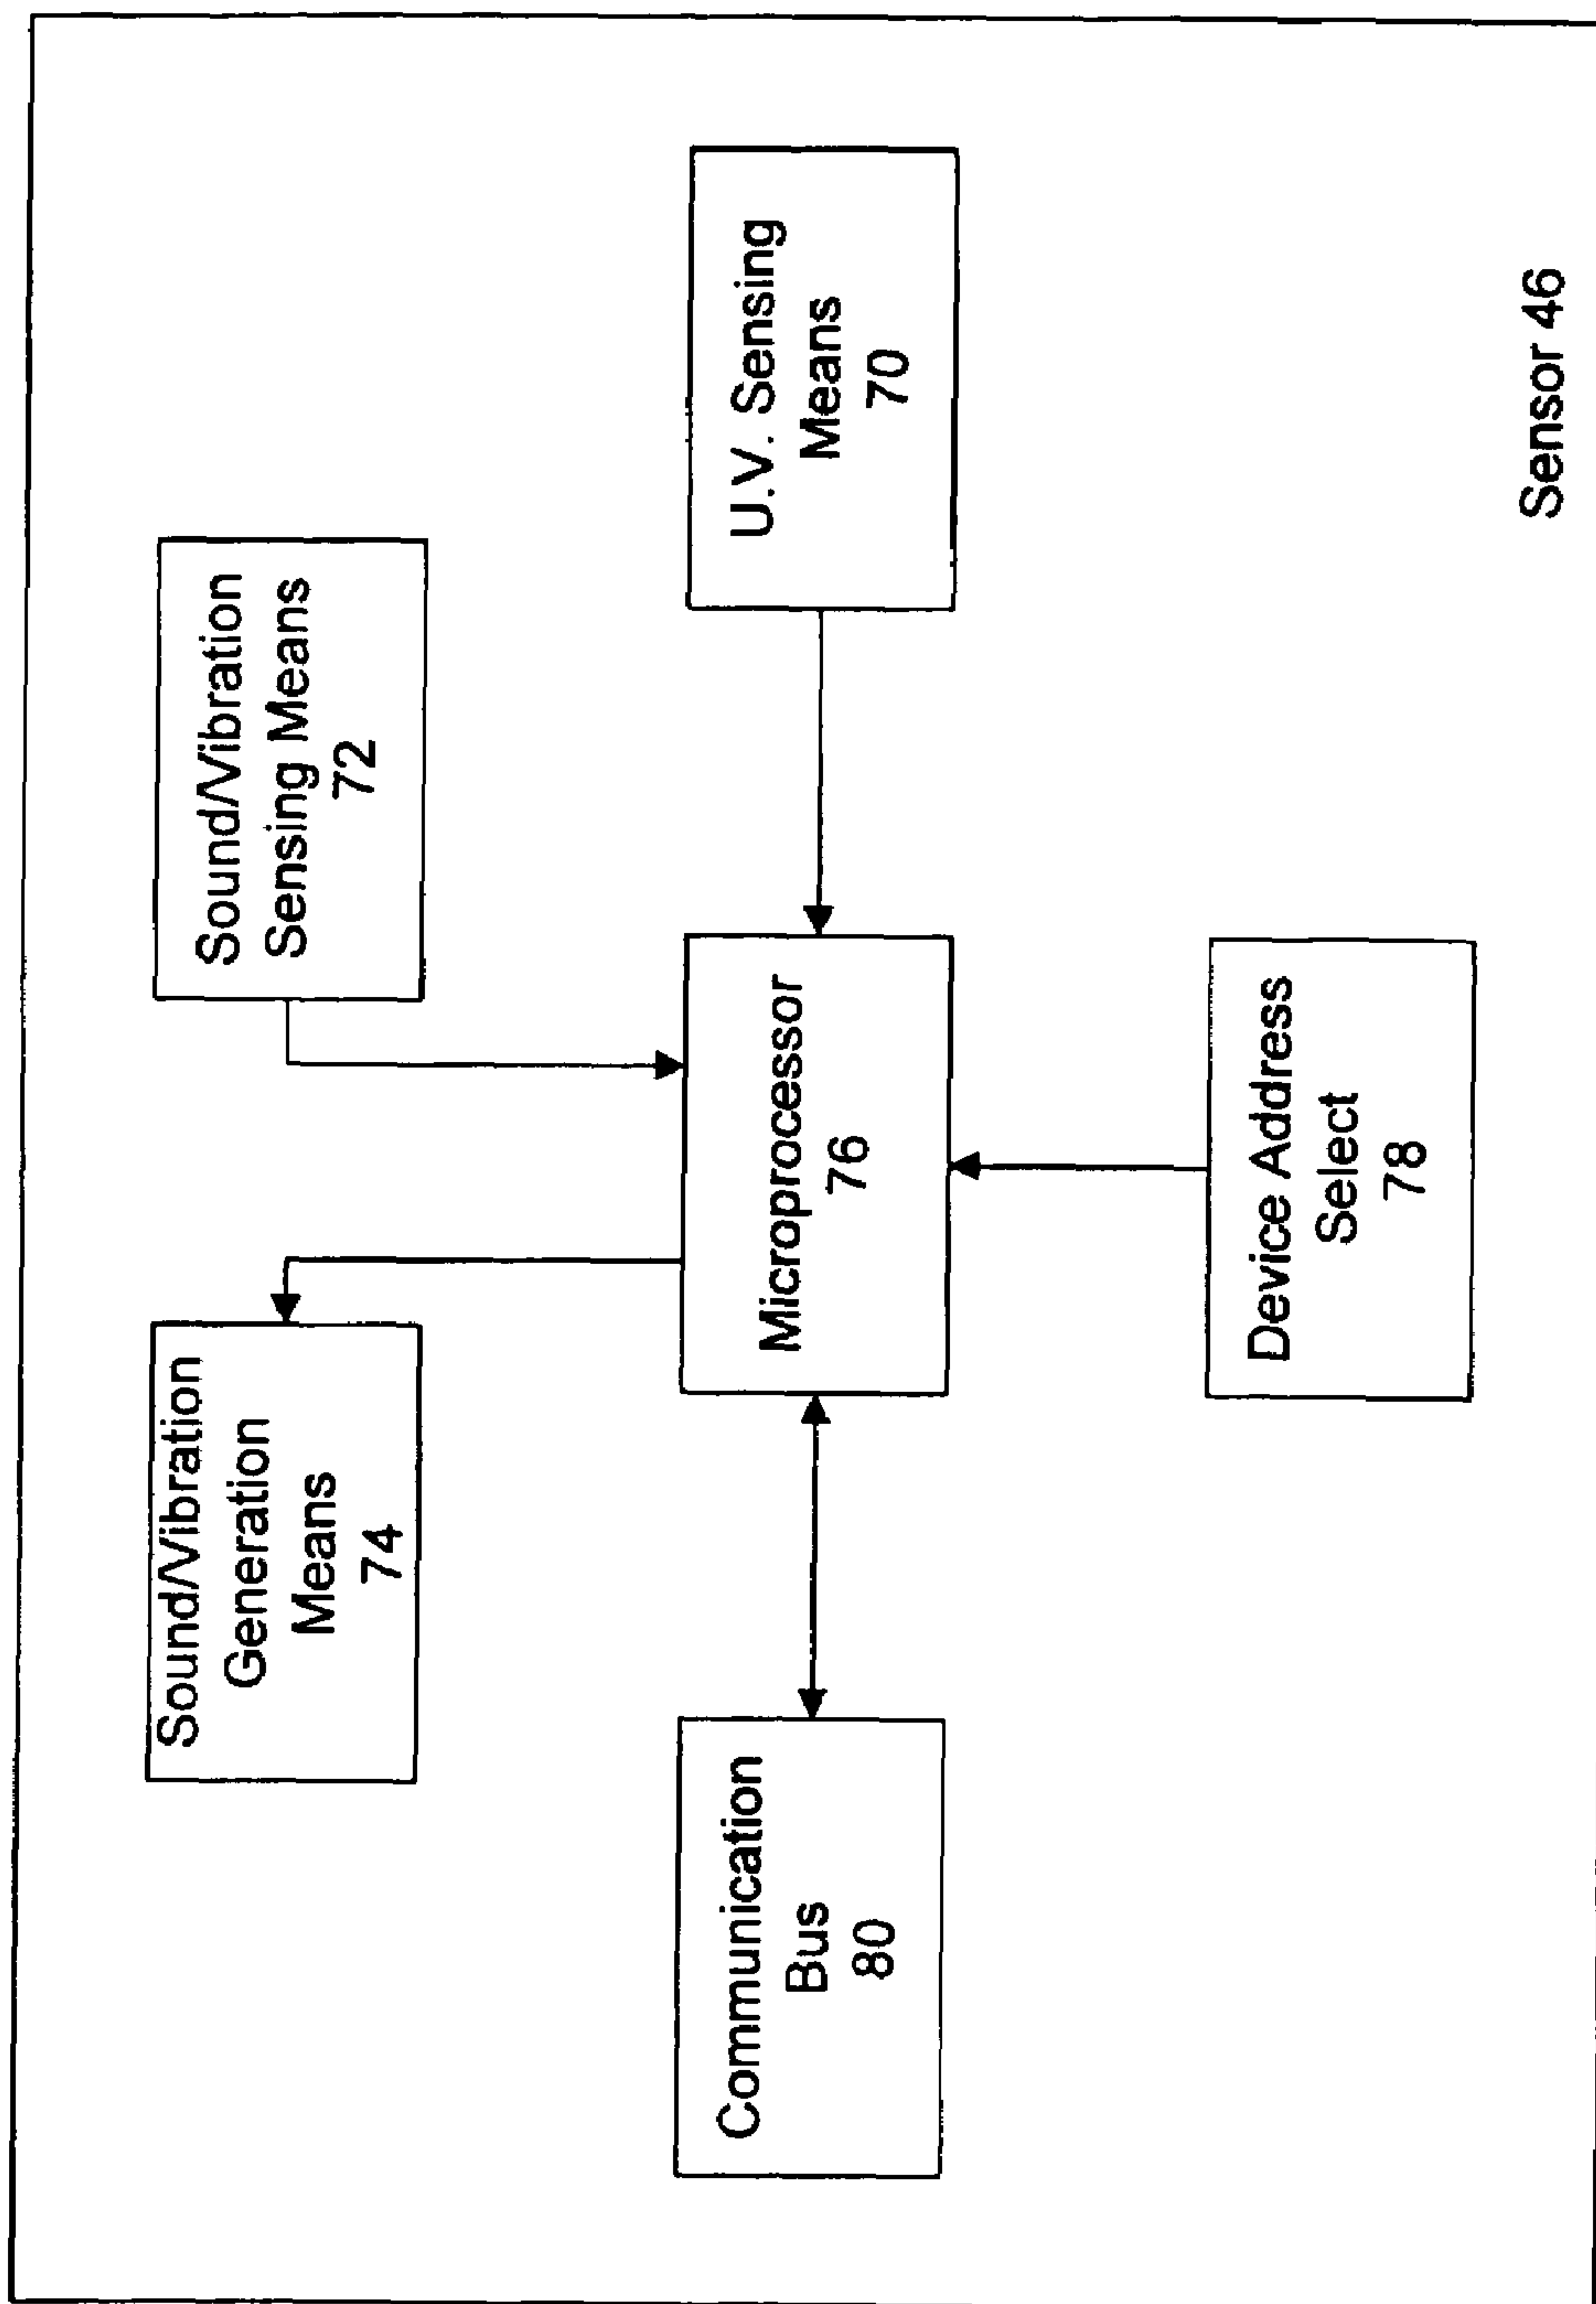 Sound/Vibration
Generation
Means
74
Sound/Vibration
Sensing Means
72
Communication
Bus
80
Microprocessor
76
U.V. Sensing
Means
70
Device Address
Select
78
Sensor 46